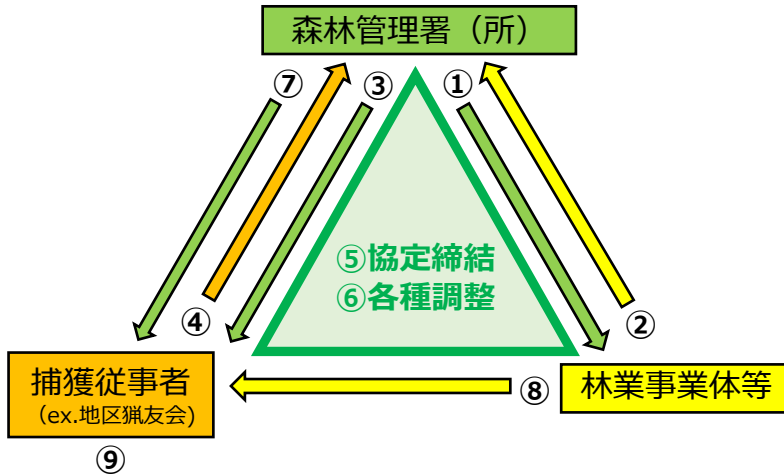 森林管理署（所）
⑦
③
①
⑤協定締結
⑥各種調整
④
②
捕獲従事者
（ex.地区猟友会)
⑧
林業事業体等
⑨